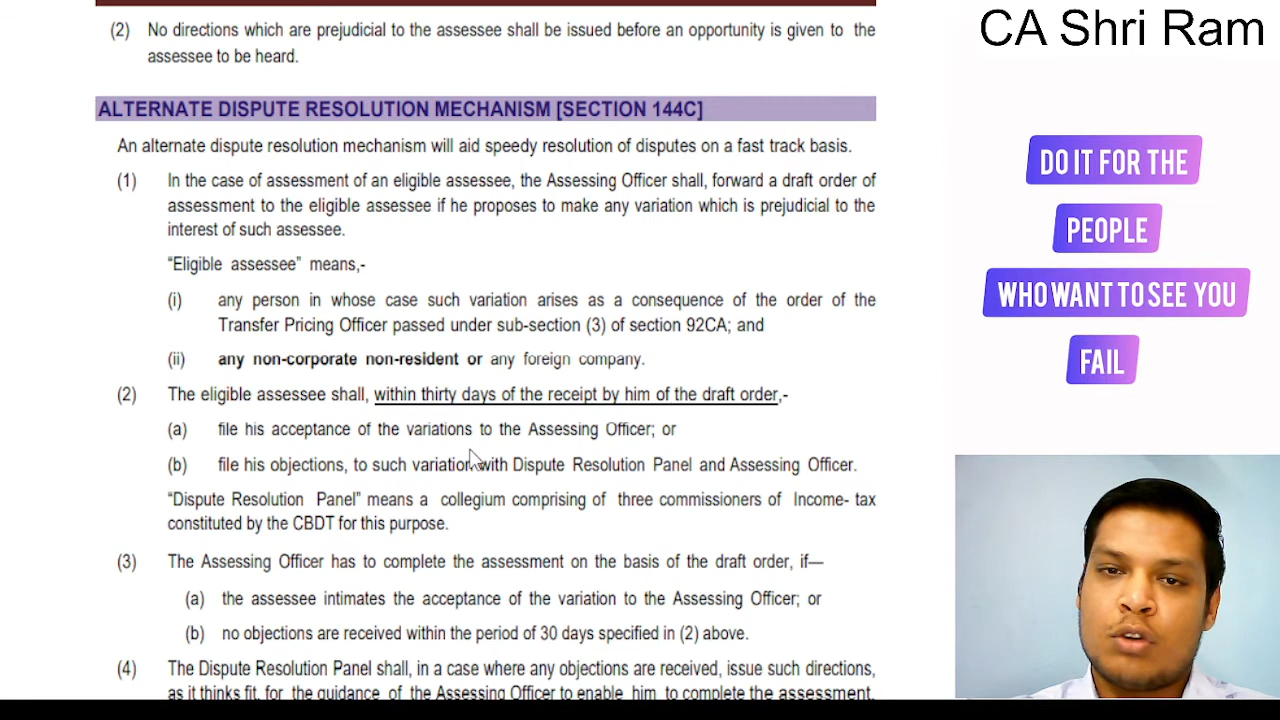 CA Shri Ram
(2) No directions which are prejudicial to the assessee shall be issued before an opportunity is given to the
assessee to be heard.
ALTERNATE DISPUTE RESOLUTION MECHANISM [SECTION 144C]
An alternate dispute resolution mechanism will aid speedy resolution of disputes on a fast track basis.
(1) In the case of assessment of an eligible assessee, the Assessing Officer shall, forward a draft order of
assessment to the eligible assessee if he proposes to make any variation which is prejudicial to the
interest of such assessee.
“Eligible assessee” means,-
(i) any person in whose case such variation arises as a consequence of the order of the
Transfer Pricing Officer passed under sub-section (3) of section 92CA; and
(ii) any non-corporate non-resident or any foreign company.
(2) The eligible assessee shall, within thirty days of the receipt by him of the draft order,-
(a) file his acceptance of the variations to the Assessing Officer; or
(b) file his objections, to such variation with Dispute Resolution Panel and Assessing Officer.
“Dispute Resolution Panel” means a collegium comprising of three commissioners of Income- tax
constituted by the CBDT for this purpose.
(3) The Assessing Officer has to complete the assessment on the basis of the draft order, if—
(a) the assessee intimates the acceptance of the variation to the Assessing Officer; or
(b) no objections are received within the period of 30 days specified in (2) above.
(4) The Dispute Resolution Panel shall, in a case where any objections are received, issue such directions,
as it thinks fit, for the guidance of the Assessing Officer to enable him to complete the assessment.
DO IT FOR THE
PEOPLE
WHO WANT TO SEE YOU
FAIL